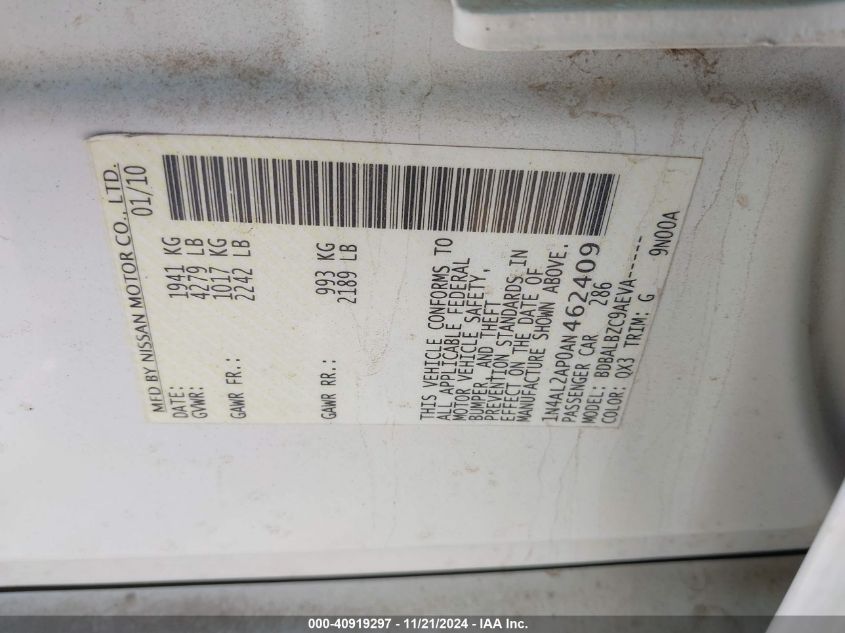 MFD BY NISSAN MOTOR CO., LTD.
DATE: 01/10
GVWR: 1941 KG
4279 LB
GAWR FR.: 1017 KG
2242 LB
GAWR RR.: 993 KG
2189 LB
THIS VEHICLE CONFORMS TO
ALL APPLICABLE FEDERAL
MOTOR VEHICLE SAFETY,
BUMPER, AND THEFT
PREVENTION STANDARDS IN
EFFECT ON THE DATE OF
MANUFACTURE SHOWN ABOVE.
1N4AL2AP0AN462409
PASSENGER CAR 286
MODEL: BDBALBZC9AEVA-----
COLOR: QX3 TRIM: G 9N00A
000-40919297 - 11/21/2024 - IAA Inc.